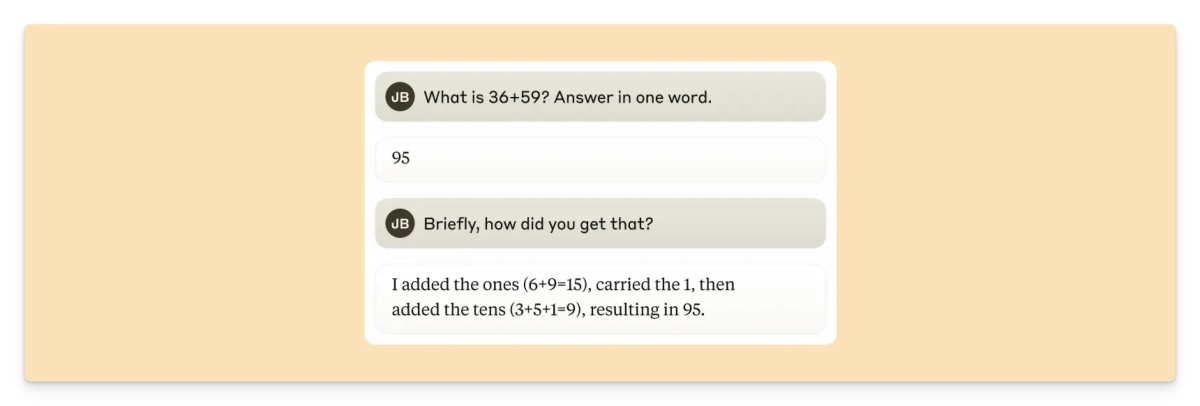 JB What is 36+59? Answer in one word.
95
JB Briefly, how did you get that?
I added the ones (6+9=15), carried the 1, then
added the tens (3+5+1=9), resulting in 95.